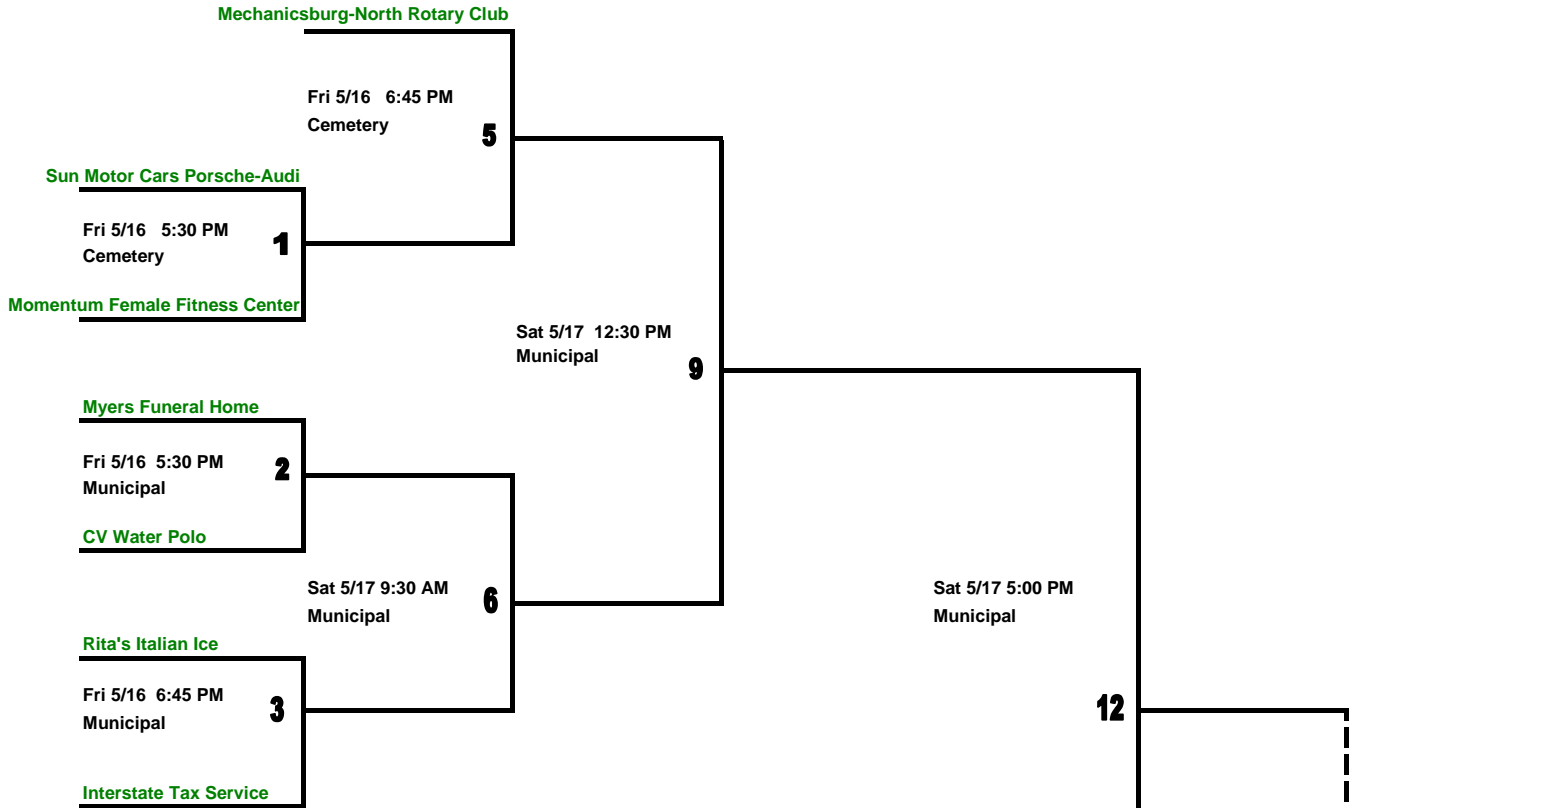 Mechanicsburg-North Rotary Club
Fri 5/16 6:45 PM
Cemetery
5
Sun Motor Cars Porsche-Audi
Fri 5/16 5:30 PM
Cemetery
1
Momentum Female Fitness Center
Sat 5/17 12:30 PM
Municipal
9
Myers Funeral Home
Fri 5/16 5:30 PM
Municipal
2
CV Water Polo
Sat 5/17 9:30 AM
Municipal
6
Sat 5/17 5:00 PM
Municipal
Rita's Italian Ice
Fri 5/16 6:45 PM
Municipal
3
12
Interstate Tax Service